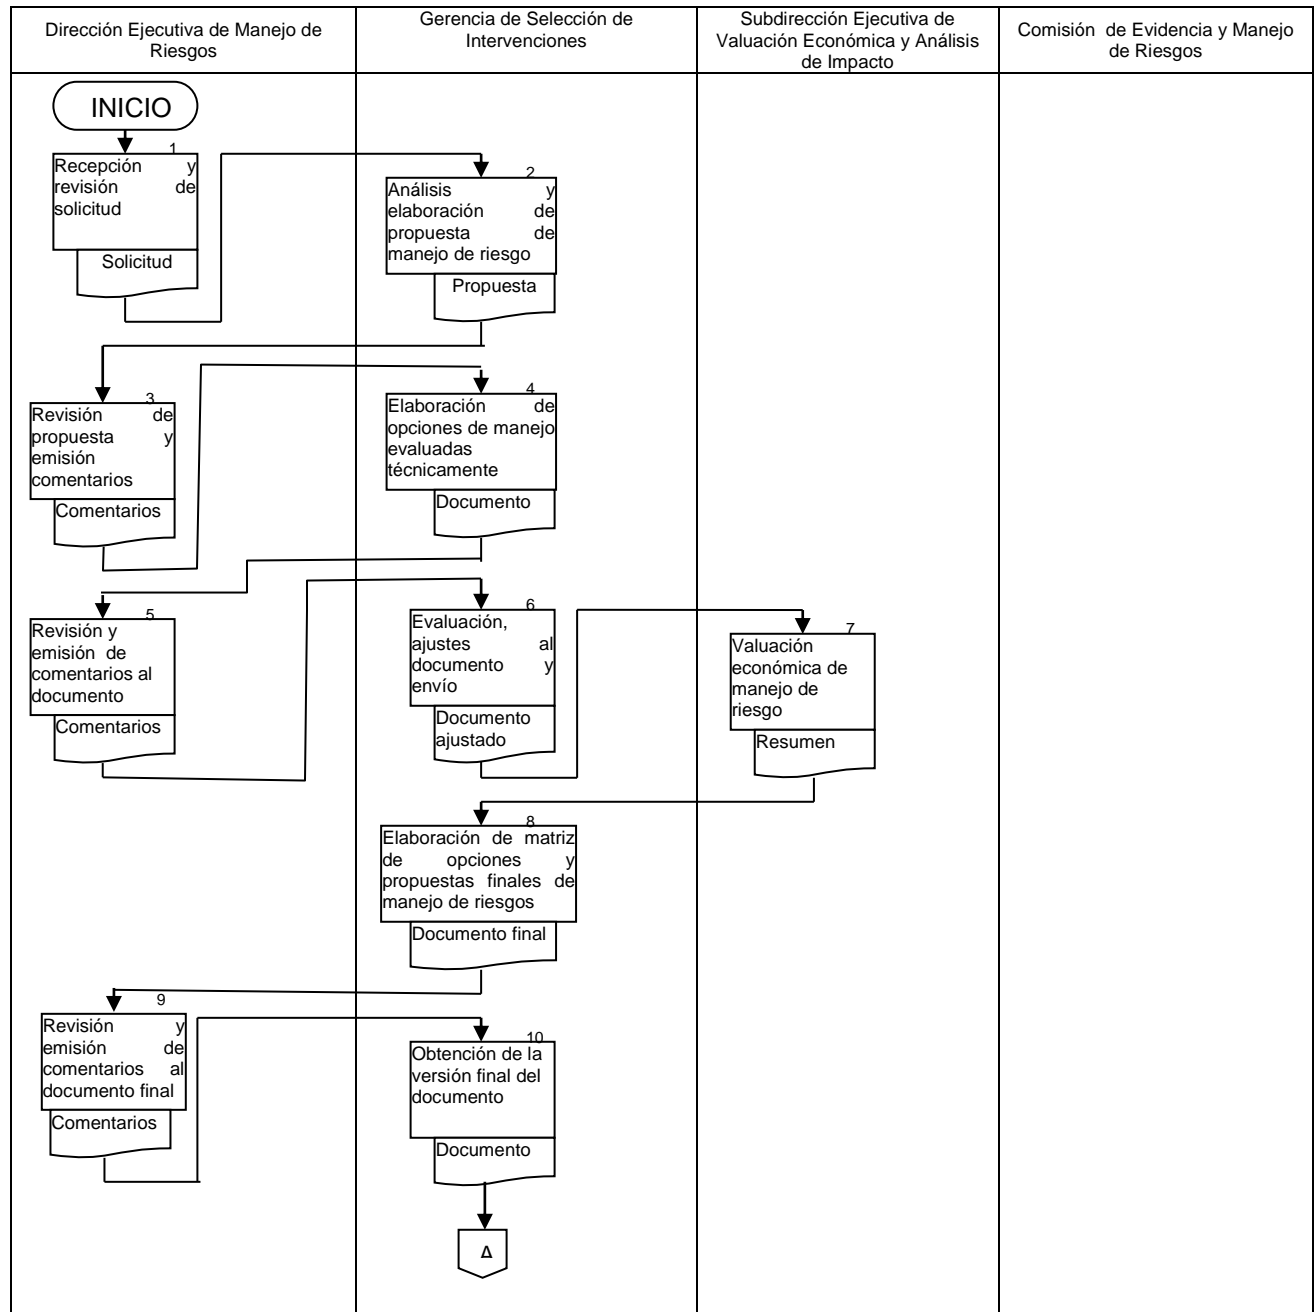 Dirección Ejecutiva de Manejo de
Riesgos
Gerencia de Selección de
Intervenciones
Subdirección Ejecutiva de
Valuación Económica y Análisis
de Impacto
Comisión de Evidencia y Manejo
de Riesgos
INICIO
1
Recepción y
revisión de
solicitud
Solicitud
2
Análisis y
elaboración de
propuesta de
manejo de riesgo
Propuesta
3
Revisión de
propuesta y
emisión
comentarios
Comentarios
4
Elaboración de
opciones de manejo
evaluadas
técnicamente
Documento
5
Revisión y
emisión de
comentarios al
documento
Comentarios
6
Evaluación,
ajustes al
documento y
envío
Documento
ajustado
7
Valuación
económica de
manejo de
riesgo
Resumen
8
Elaboración de matriz
de opciones y
propuestas finales de
manejo de riesgos
Documento final
9
Revisión y
emisión de
comentarios al
documento final
Comentarios
10
Obtención de la
versión final del
documento
Documento
Δ